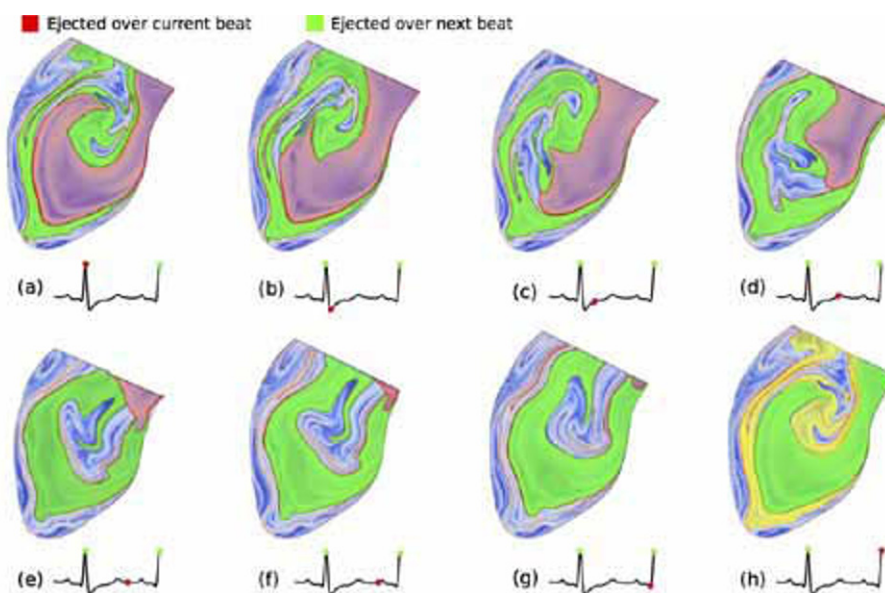 Ejected over current beat Ejected over next beat
(a) (b) (c) (d)
(e) (f) (g) (h)